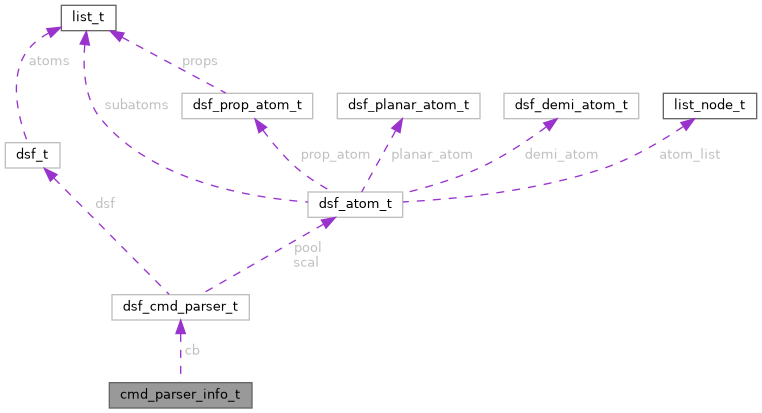 list_t
atoms
props
subatoms
dsf_prop_atom_t
dsf_planar_atom_t
dsf_demi_atom_t
list_node_t
dsf_t
prop_atom
planar_atom
demi_atom
atom_list
dsf
dsf_atom_t
pool
scal
dsf_cmd_parser_t
cb
cmd_parser_info_t